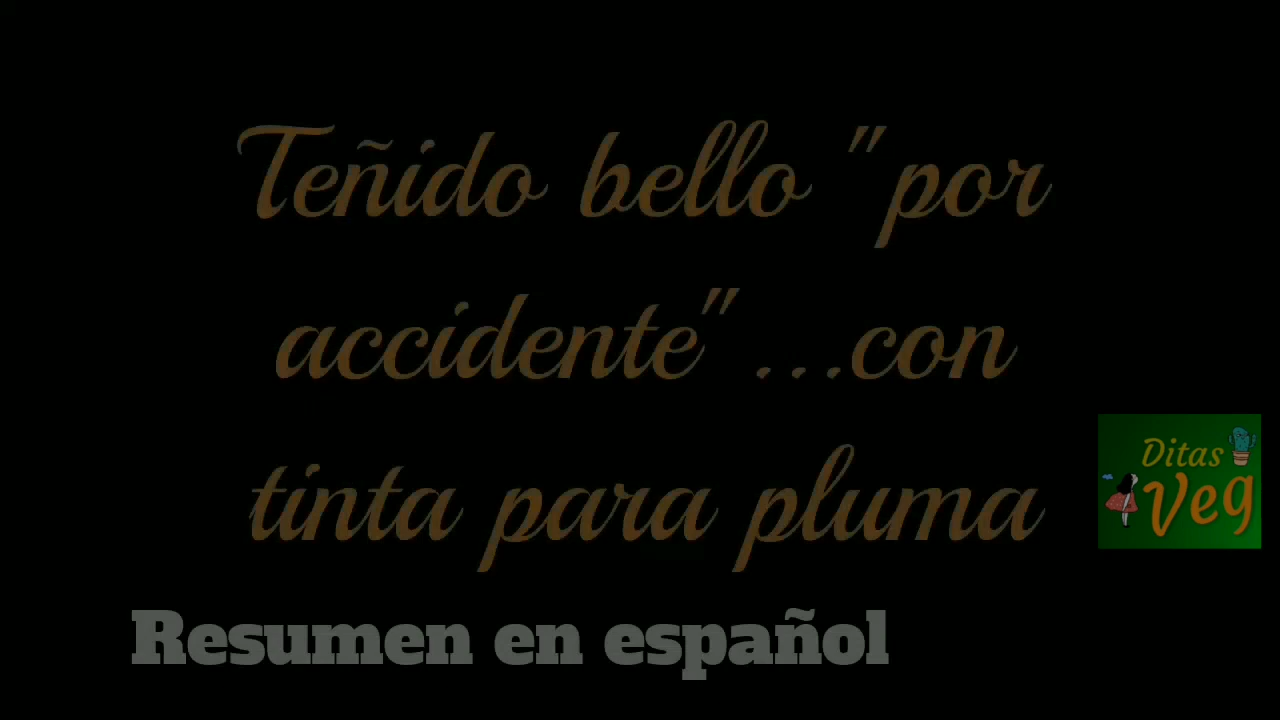 Teñido bello "por
accidente" ...con
tinta para pluma
Ditas
Veg
Resumen en español